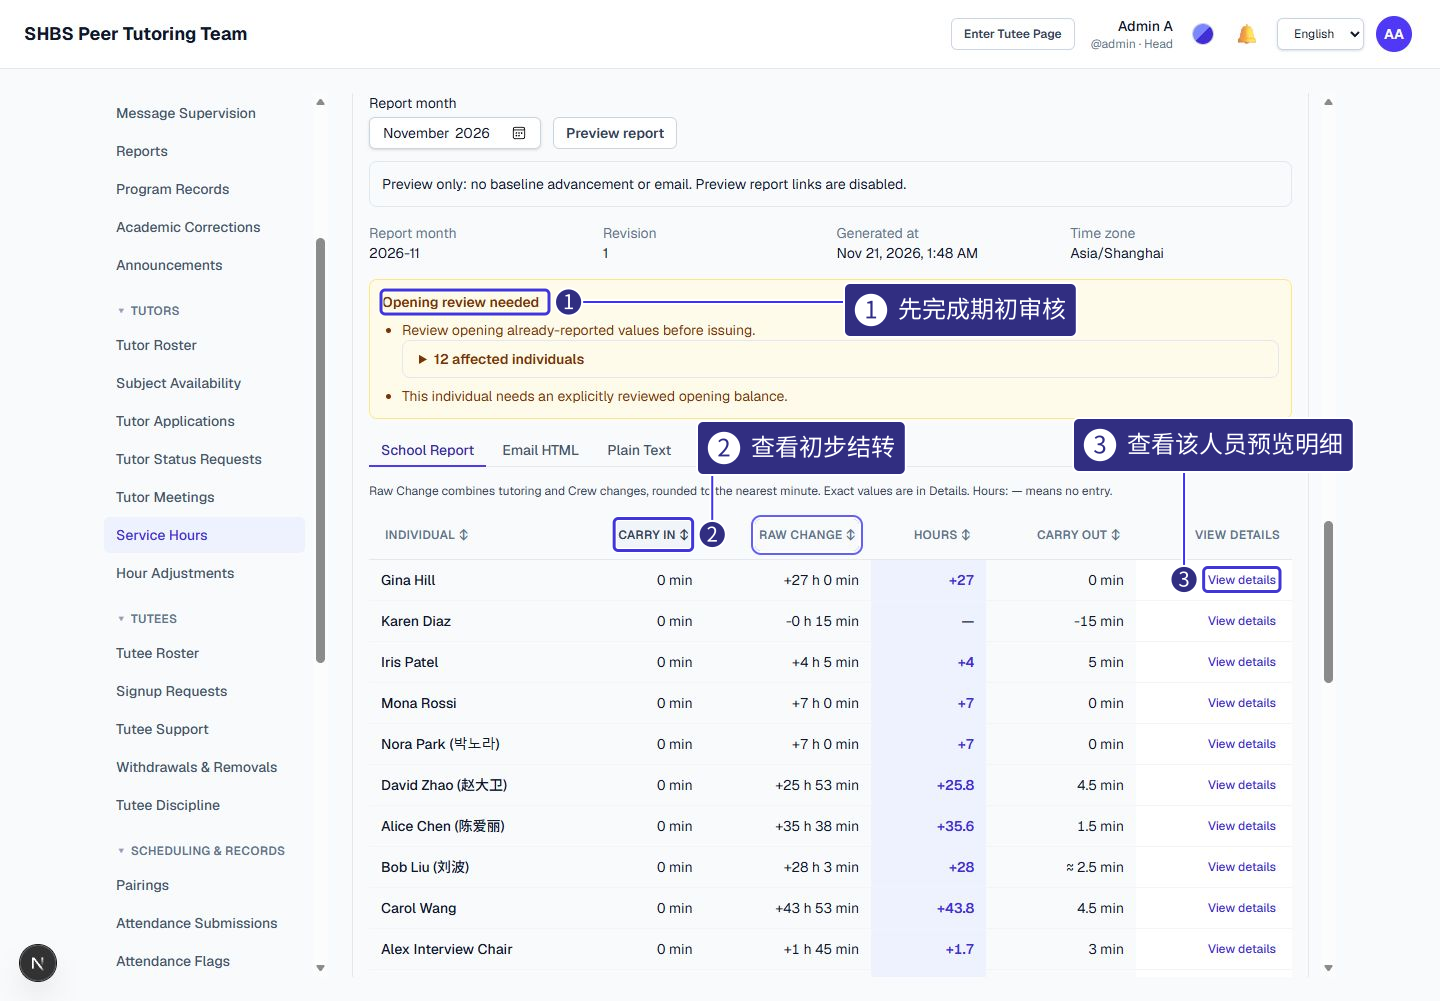 SHBS Peer Tutoring Team
Enter Tutee Page
Admin A
@admin · Head
English
AA
Message Supervision
Reports
Program Records
Academic Corrections
Announcements
TUTORS
Tutor Roster
Subject Availability
Tutor Applications
Tutor Status Requests
Tutor Meetings
Service Hours
Hour Adjustments
TUTEES
Tutee Roster
Signup Requests
Tutee Support
Withdrawals & Removals
Tutee Discipline
SCHEDULING & RECORDS
Pairings
Attendance Submissions
Attendance Flags
N
Report month
November 2026
Preview report
Preview only: no baseline advancement or email. Preview report links are disabled.
Report month Revision Generated at Time zone
2026-11 1 Nov 21, 2026, 1:48 AM Asia/Shanghai
Opening review needed 1
1 先完成期初审核
• Review opening already-reported values before issuing.
▶ 12 affected individuals
• This individual needs an explicitly reviewed opening balance.
School Report Email HTML Plain Text
2 查看初步结转
3 查看该人员预览明细
Raw Change combines tutoring and Crew changes, rounded to the nearest minute. Exact values are in Details. Hours: — means no entry.
INDIVIDUAL CARRY IN 2 RAW CHANGE HOURS CARRY OUT VIEW DETAILS
Gina Hill 0 min +27 h 0 min +27 0 min 3 View details
Karen Diaz 0 min -0 h 15 min — -15 min View details
Iris Patel 0 min +4 h 5 min +4 5 min View details
Mona Rossi 0 min +7 h 0 min +7 0 min View details
Nora Park (박노라) 0 min +7 h 0 min +7 0 min View details
David Zhao (赵大卫) 0 min +25 h 53 min +25.8 4.5 min View details
Alice Chen (陈爱丽) 0 min +35 h 38 min +35.6 1.5 min View details
Bob Liu (刘波) 0 min +28 h 3 min +28 ≈ 2.5 min View details
Carol Wang 0 min +43 h 53 min +43.8 4.5 min View details
Alex Interview Chair 0 min +1 h 45 min +1.7 3 min View details